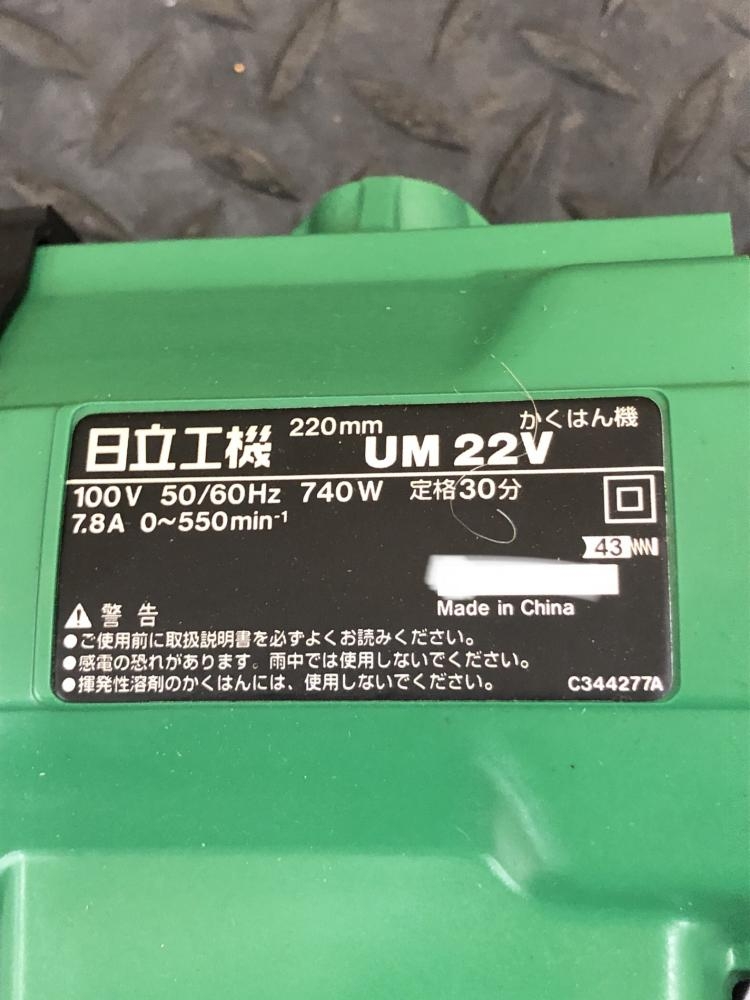 日立工機 220mm かくはん機
UM 22V
100V 50/60Hz 740W 定格30分
7.8A 0～550min-1
43
Made in China
警告
●ご使用前に取扱説明書を必ずよくお読みください。
●感電の恐れがあります。雨中では使用しないでください。
●揮発性溶剤のかくはんには、使用しないでください。
C344277A